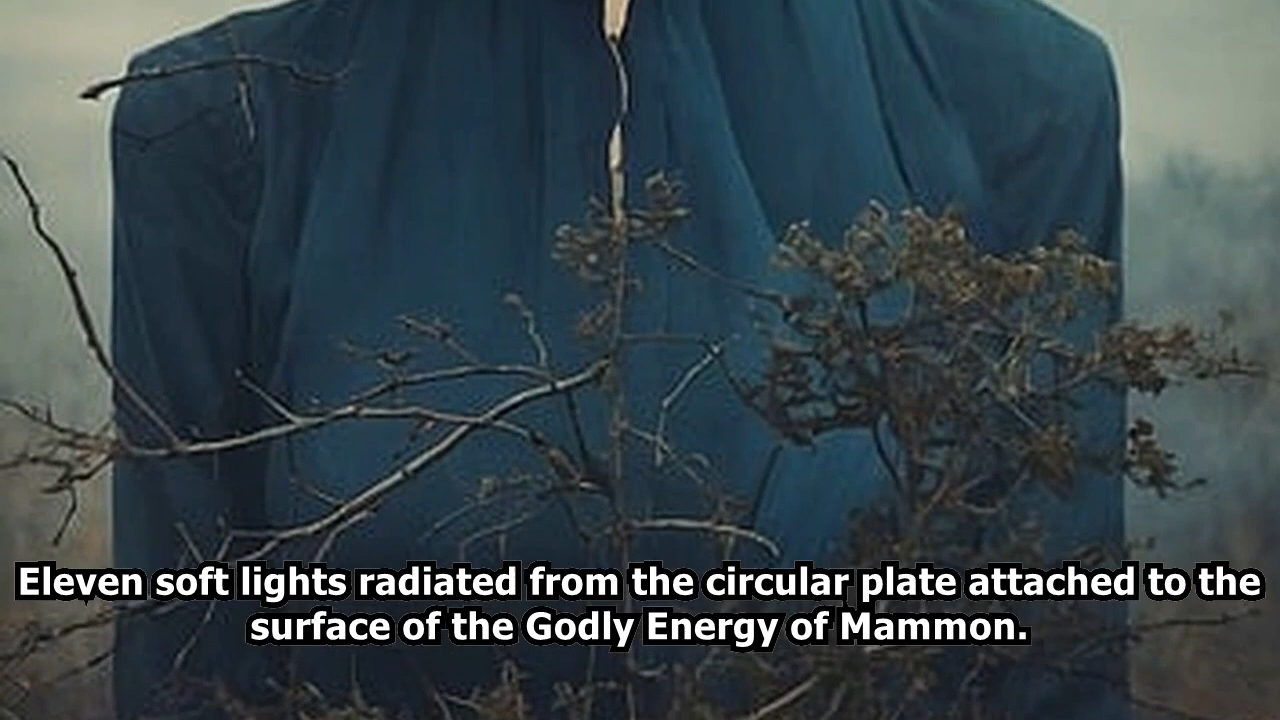 Eleven soft lights radiated from the circular plate attached to the
surface of the Godly Energy of Mammon.